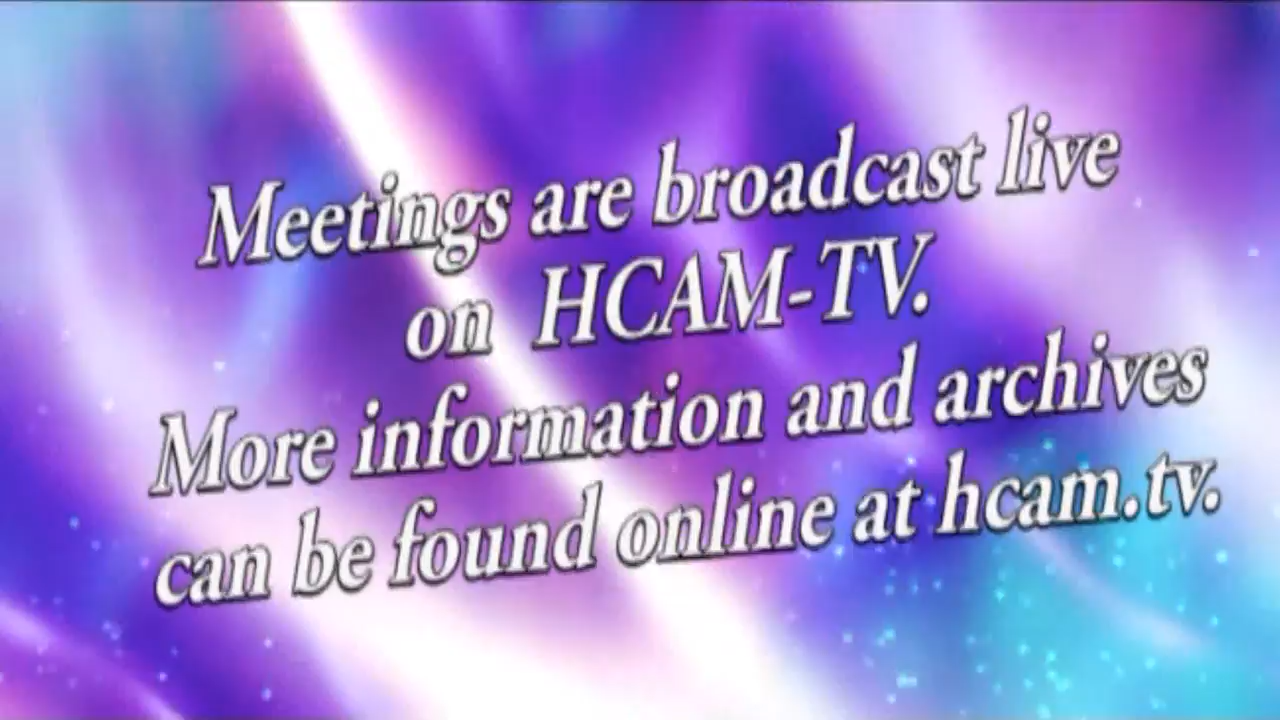 Meetings are broadcast live
on HCAM-TV.
More information and archives
can be found online at hcam.tv.